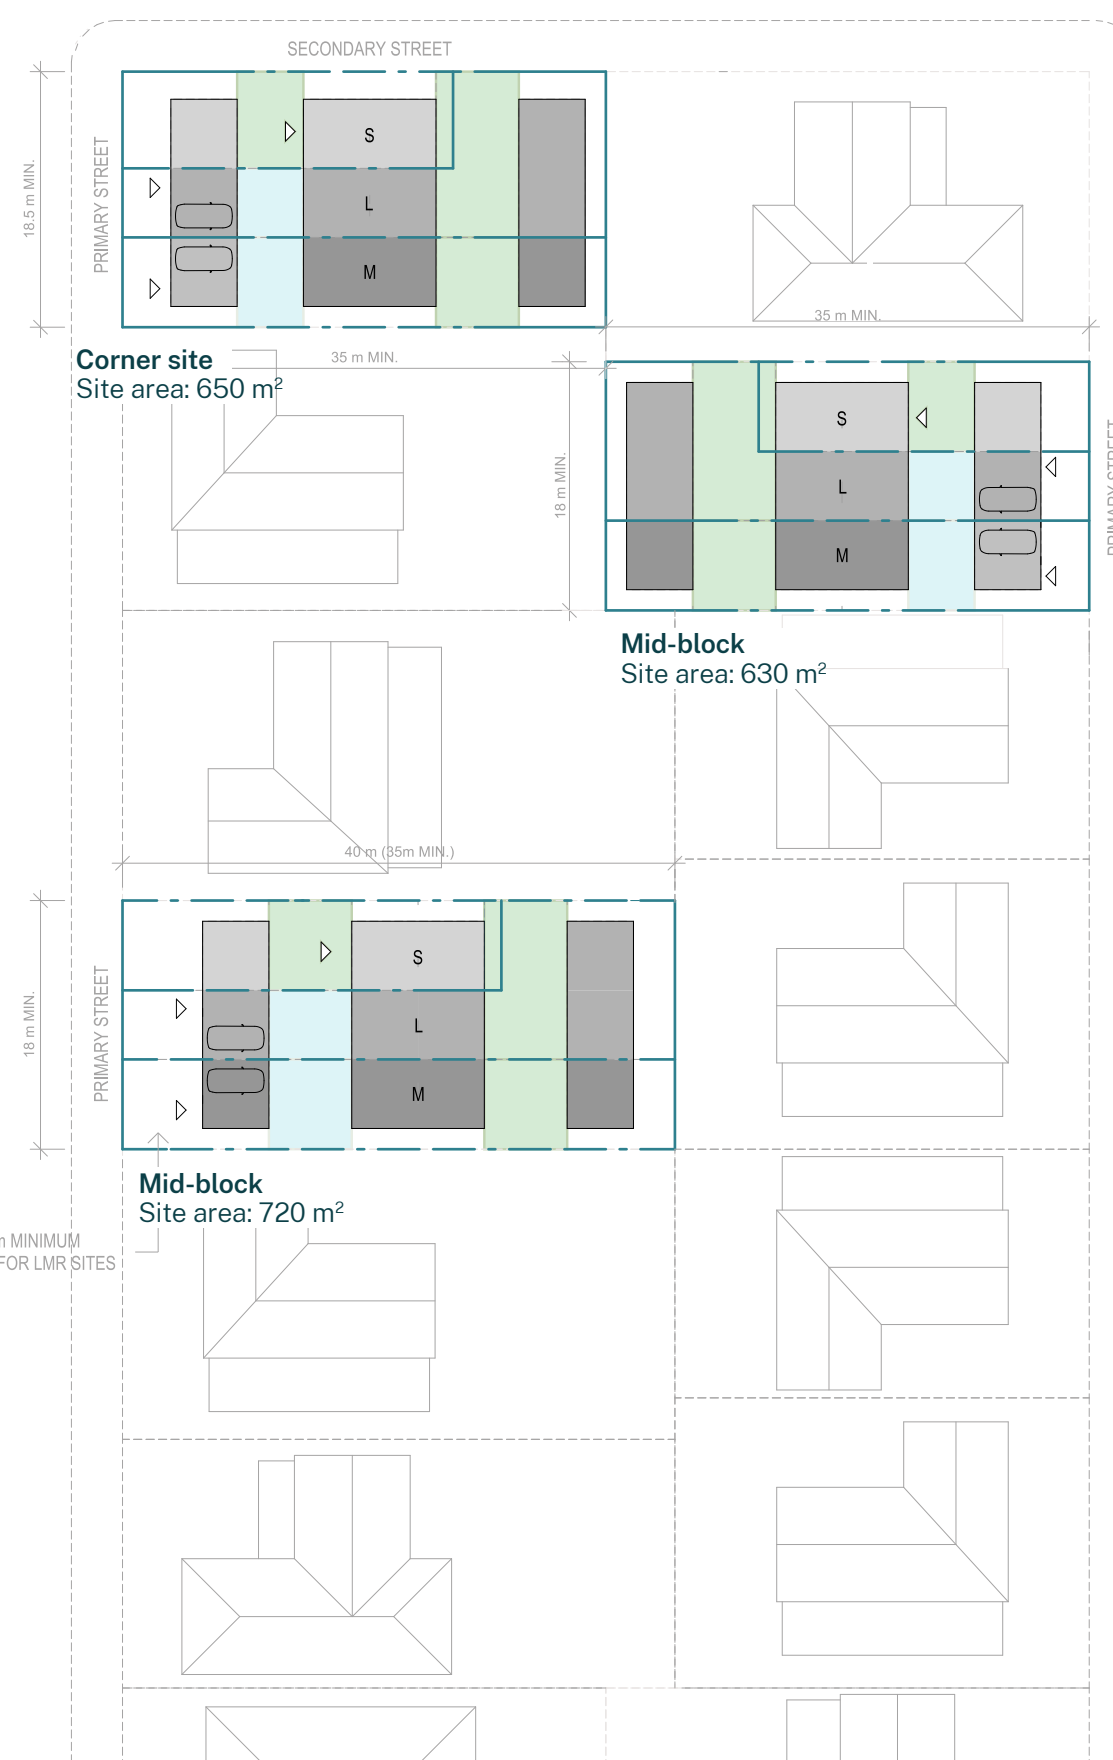 SECONDARY STREET
18.5 m MIN.
PRIMARY STREET
S
L
M
35 m MIN.
Corner site
Site area: 650 m²
35 m MIN.
18 m MIN.
S
L
M
PRIMARY STREET
Mid-block
Site area: 630 m²
40 m (35m MIN.)
18 m MIN.
PRIMARY STREET
S
L
M
Mid-block
Site area: 720 m²
m MINIMUM
FOR LMR SITES